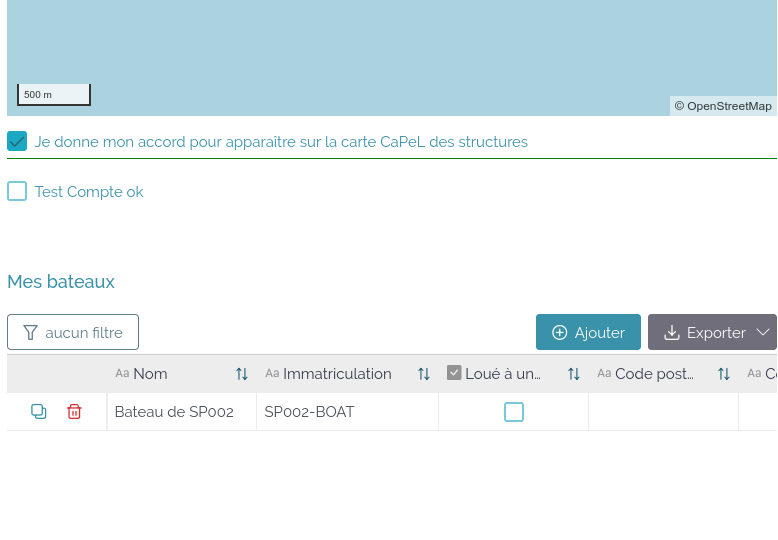 500 m
© OpenStreetMap
Je donne mon accord pour apparaître sur la carte CaPeL des structures
Test Compte ok
Mes bateaux
aucun filtre
Ajouter
Exporter
Aa Nom Aa Immatriculation Loué à un… Aa Code post… Aa
Bateau de SP002 SP002-BOAT